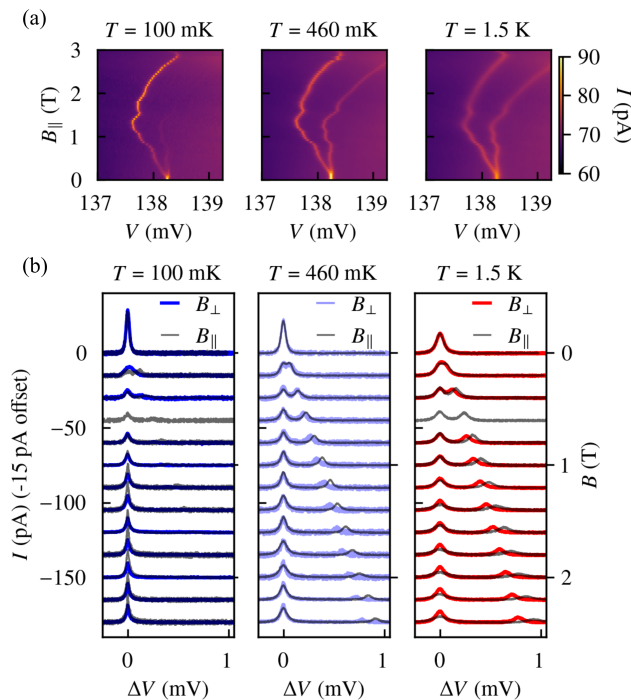 (a)
T = 100 mK
T = 460 mK
T = 1.5 K
3
2
1
0
B∥ (T)
137
138
139
137
138
139
137
138
139
V (mV)
V (mV)
V (mV)
90
80
70
60
I (pA)
(b)
T = 100 mK
T = 460 mK
T = 1.5 K
B⊥
B∥
B⊥
B∥
B⊥
B∥
0
−50
−100
−150
I (pA) (-15 pA offset)
0
1
2
B (T)
0
1
0
1
0
1
ΔV (mV)
ΔV (mV)
ΔV (mV)